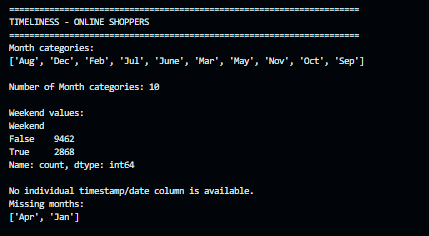 ======================================================================
TIMELINESS - ONLINE SHOPPERS
======================================================================
Month categories:
['Aug', 'Dec', 'Feb', 'Jul', 'June', 'Mar', 'May', 'Nov', 'Oct', 'Sep']
Number of Month categories: 10
Weekend values:
Weekend
False    9462
True     2868
Name: count, dtype: int64
No individual timestamp/date column is available.
Missing months:
['Apr', 'Jan']